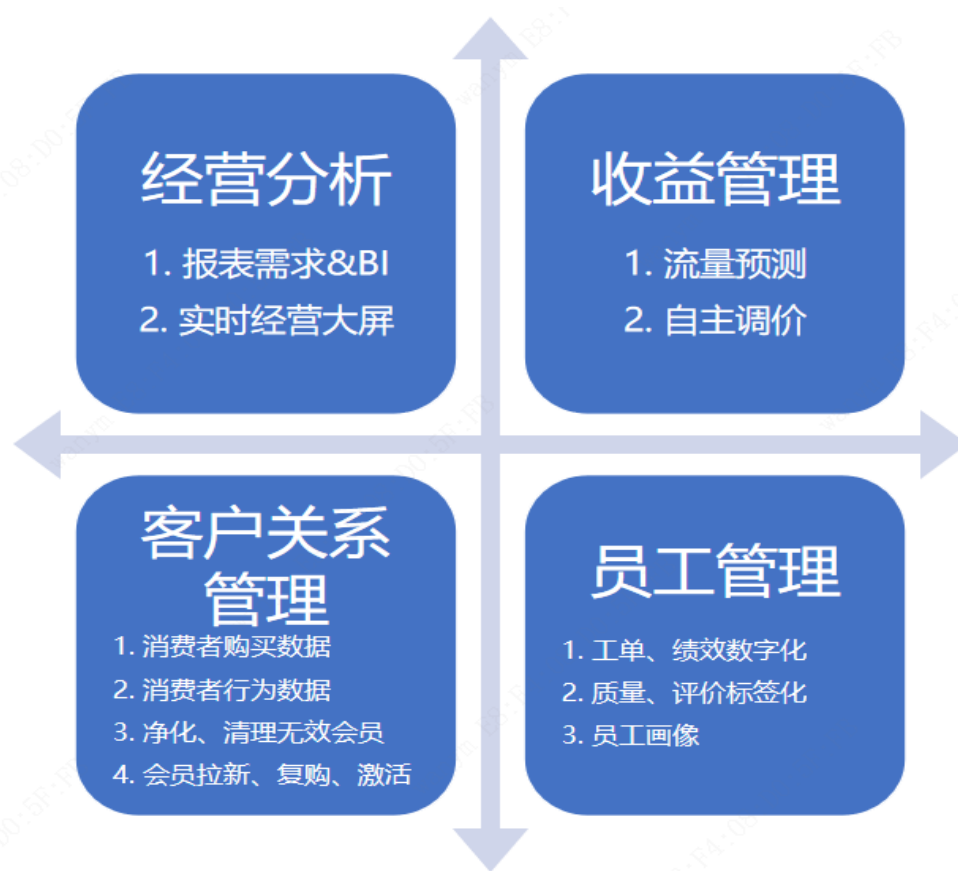 经营分析
1. 报表需求&BI
2. 实时经营大屏
收益管理
1. 流量预测
2. 自主调价
客户关系
管理
1. 消费者购买数据
2. 消费者行为数据
3. 净化、清理无效会员
4. 会员拉新、复购、激活
员工管理
1. 工单、绩效数字化
2. 质量、评价标签化
3. 员工画像